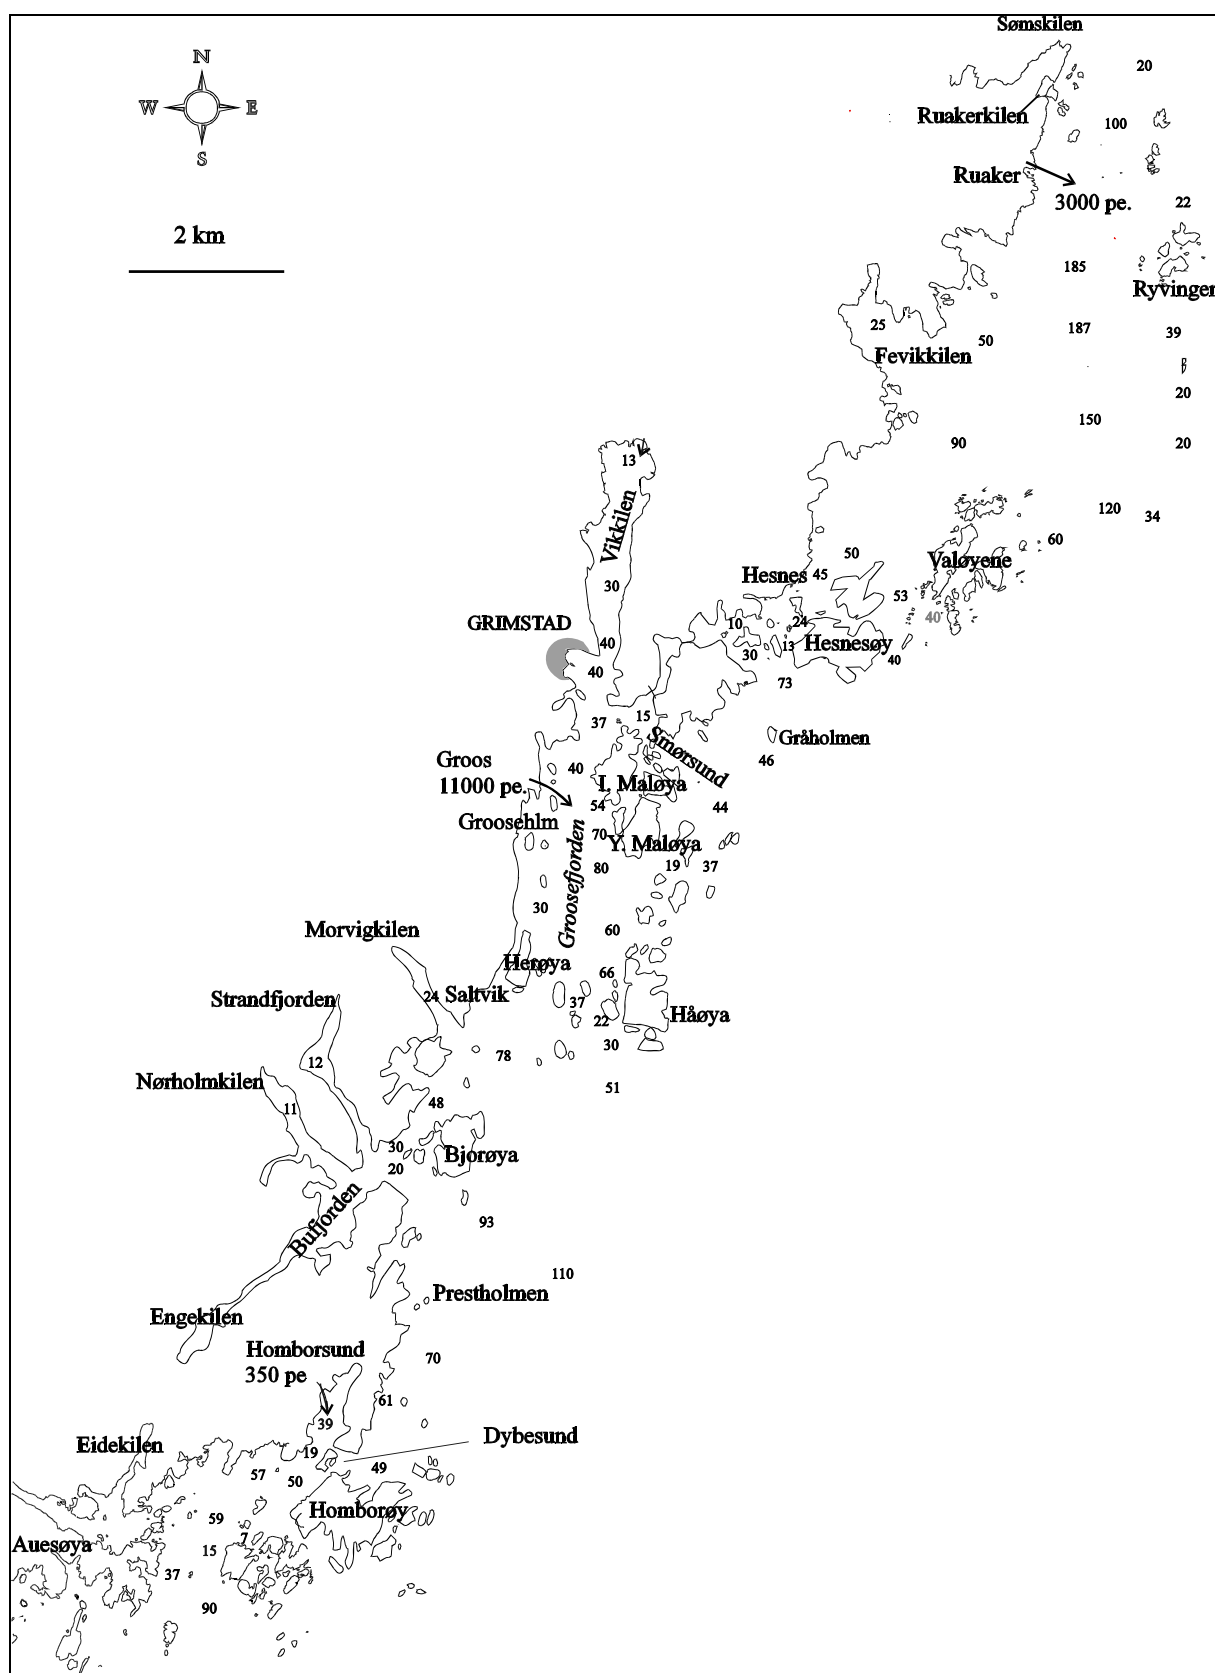 Sømskilen
N
20
W
E
Ruakerkilen
100
S
Ruaker
3000 pe.
22
2 km
185
Ryvingen
25
187
39
50
Fevikkilen
20
150
90
20
13
120
34
Vikkilen
60
50
Valøyene
Hesnes
45
30
53
40
GRIMSTAD
10
24
40
Hesnesøy
13
30
40
40
73
37
15
Smørsund
Gråholmen
Groos
46
40
11000 pe.
I. Maløya
54
44
Groosehlm
70
Y. Maløya
80
19
37
Groosefjorden
30
Morvigkilen
60
Herøya
66
24
Saltvik
Strandfjorden
37
22
Håøya
30
78
12
Nørholmkilen
51
11
48
30
Bjorøya
20
Bufjorden
93
110
Prestholmen
Engekilen
Homborsund
70
350 pe
61
39
Dybesund
Eidekilen
19
49
57
50
Homborøy
59
7
Auesøya
15
37
90